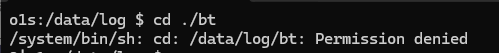 o1s:/data/log $ cd ./bt
/system/bin/sh: cd: /data/log/bt: Permission denied